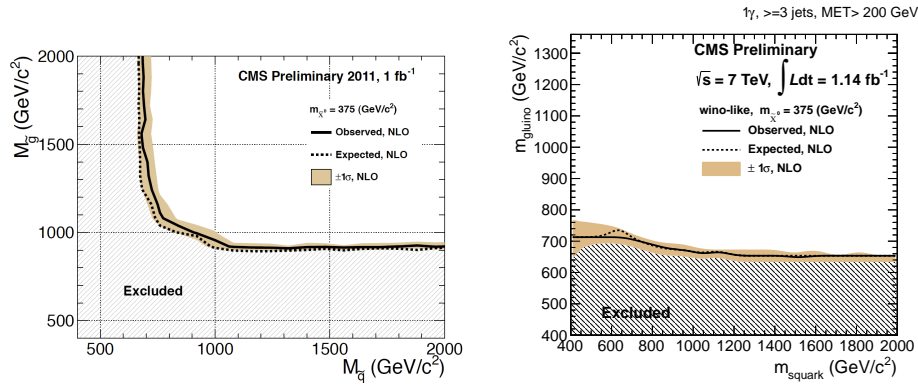 1γ, >=3 jets, MET> 200 GeV
M_g̃ (GeV/c²)
2000
1500
1000
500
CMS Preliminary 2011, 1 fb⁻¹
m_χ̃⁰ = 375 (GeV/c²)
Observed, NLO
Expected, NLO
±1σ, NLO
Excluded
500 1000 1500 2000
M_q̃ (GeV/c²)
m_gluino (GeV/c²)
1300
1200
1100
1000
900
800
700
600
500
400
CMS Preliminary
√s = 7 TeV, ∫Ldt = 1.14 fb⁻¹
wino-like, m_χ̃⁰ = 375 (GeV/c²)
Observed, NLO
Expected, NLO
± 1σ, NLO
Excluded
400 600 800 1000 1200 1400 1600 1800 2000
m_squark (GeV/c²)